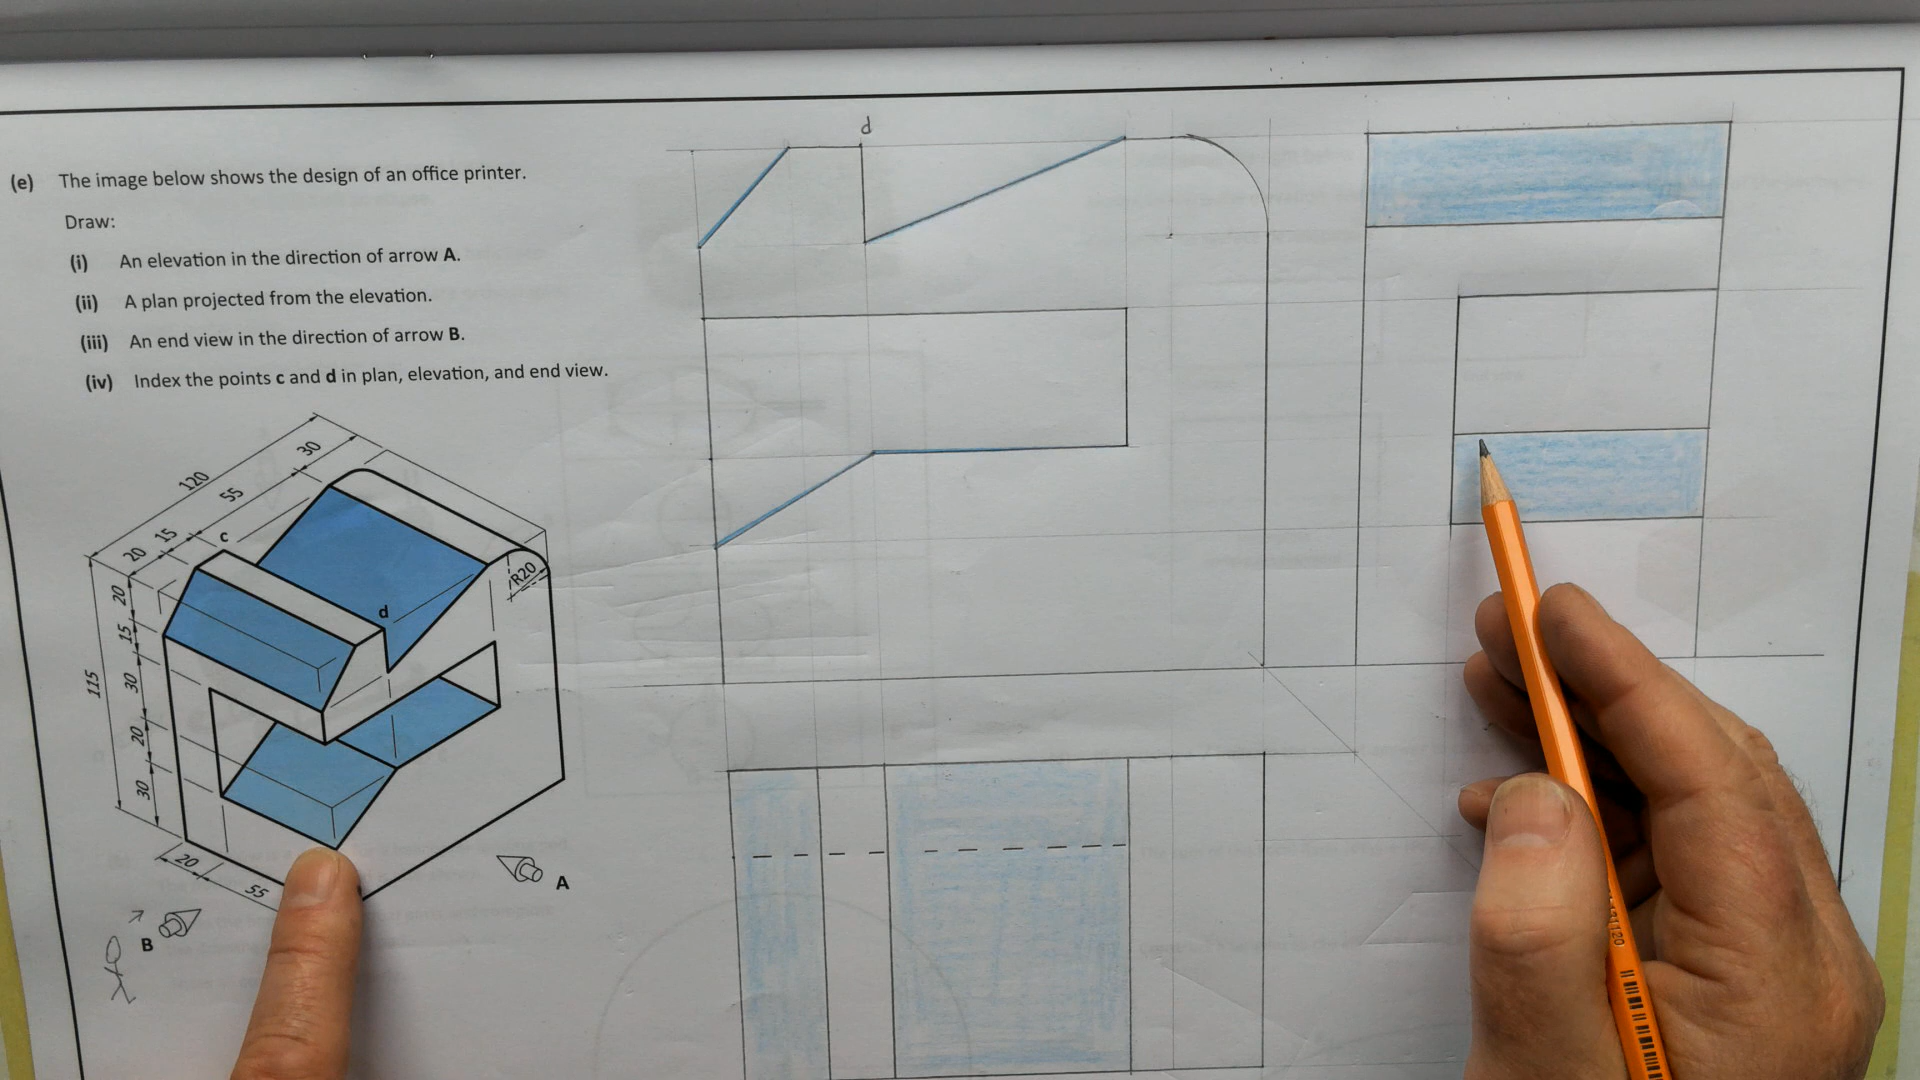 (e) The image below shows the design of an office printer.
Draw:
(i) An elevation in the direction of arrow A.
(ii) A plan projected from the elevation.
(iii) An end view in the direction of arrow B.
(iv) Index the points c and d in plan, elevation, and end view.
d
30
120
55
15
20
c
20
15
30
20
30
115
d
R20
20
55
A
B